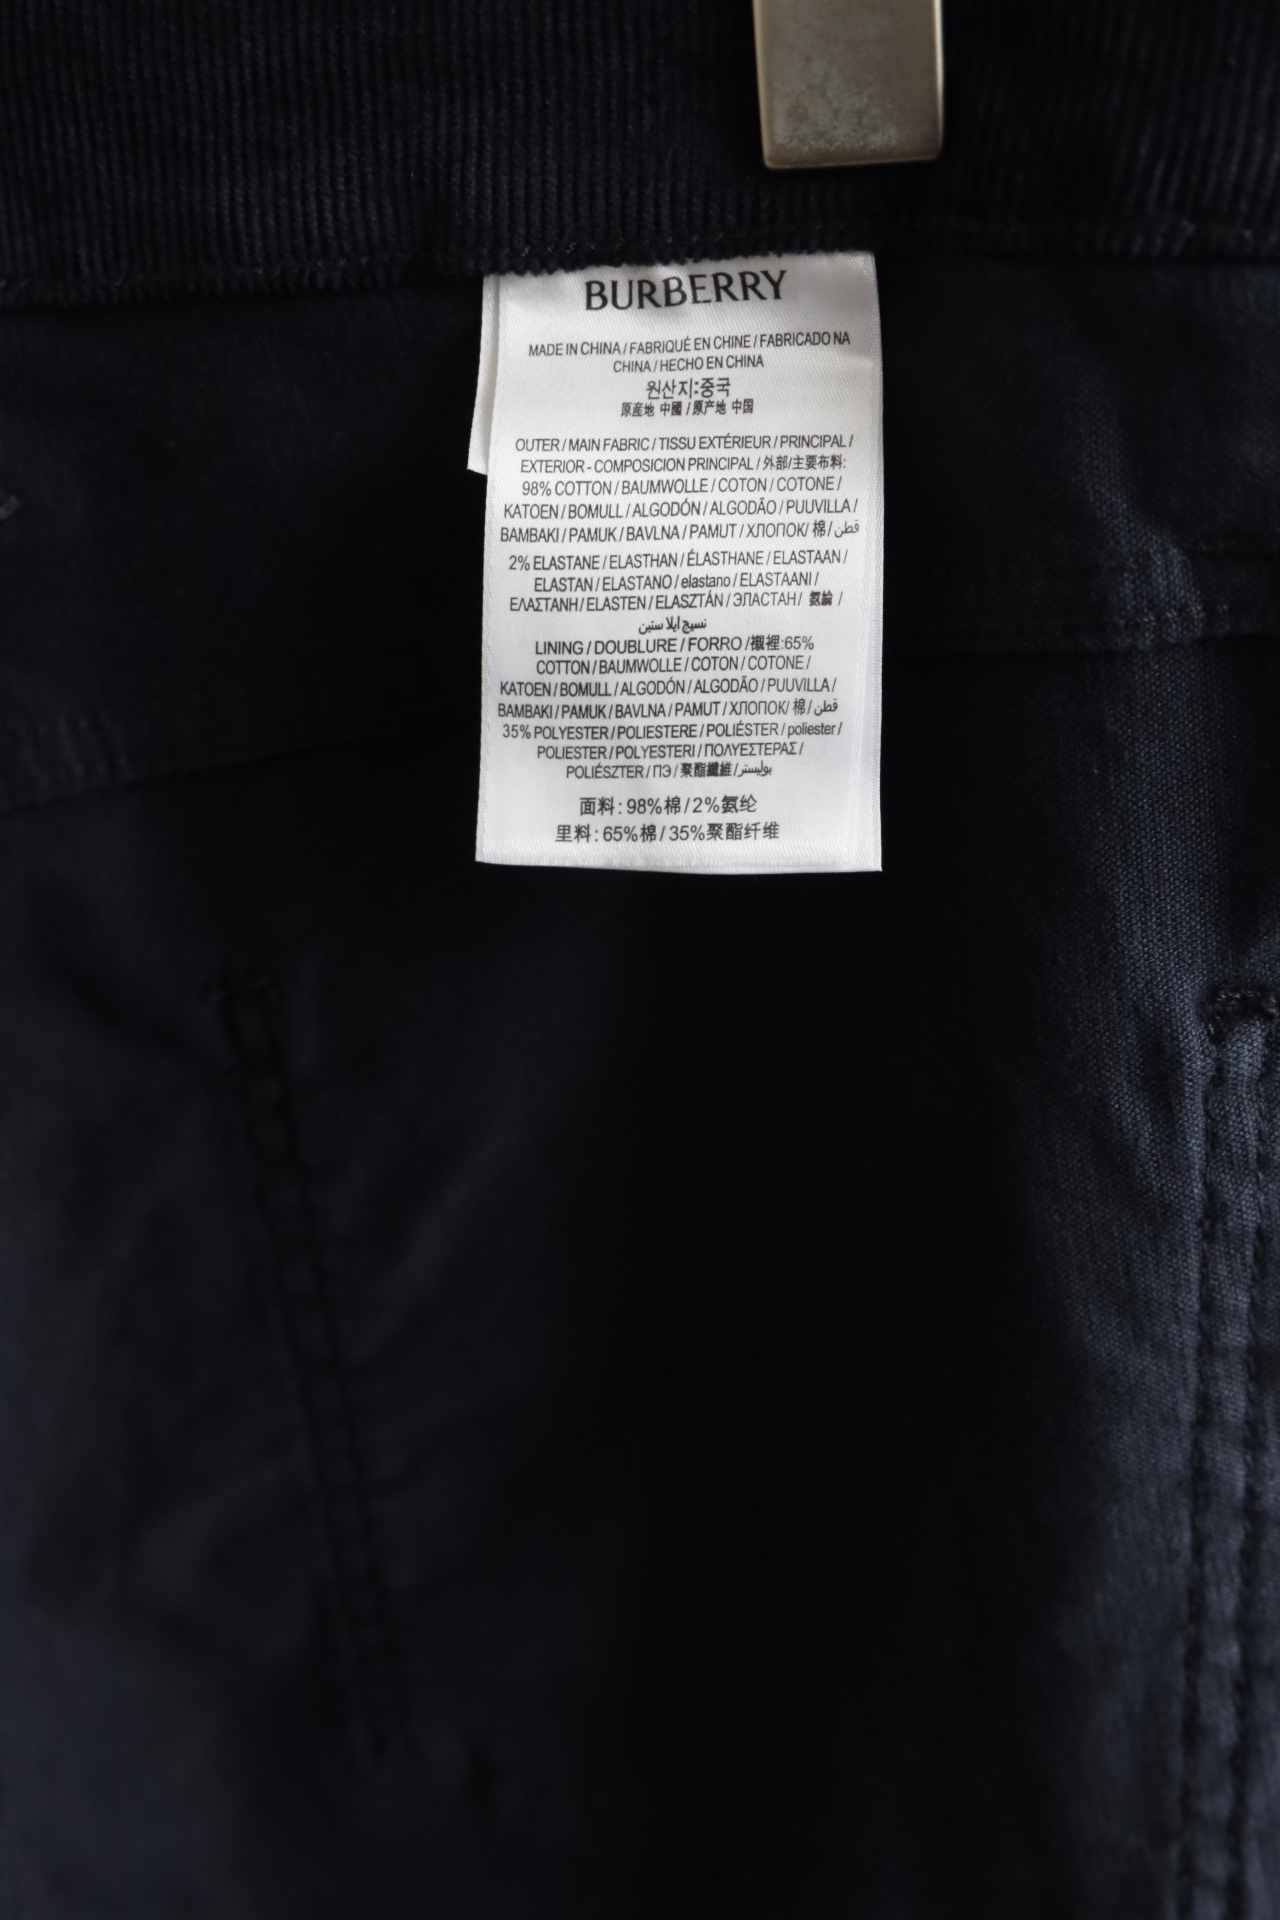 BURBERRY
MADE IN CHINA / FABRIQUÉ EN CHINE / FABRICADO NA
CHINA / HECHO EN CHINA
원산지:중국
原産地 中國 / 原产地 中国
OUTER / MAIN FABRIC / TISSU EXTÉRIEUR / PRINCIPAL /
EXTERIOR - COMPOSICION PRINCIPAL / 外部/主要布料:
98% COTTON / BAUMWOLLE / COTON / COTONE /
KATOEN / BOMULL / ALGODÓN / ALGODÃO / PUUVILLA /
BAMBAKI / PAMUK / BAVLNA / PAMUT / ХЛОПОК/ 棉/ قطن
2% ELASTANE / ELASTHAN / ÉLASTHANE / ELASTAAN /
ELASTAN / ELASTANO / elastano / ELASTAANI /
ΕΛΑΣΤΑΝΗ / ELASTEN / ELASZTÁN / ЭЛАСТАН / 氨綸 /
نسيج ايلاستين
LINING / DOUBLURE / FORRO /襯裡:65%
COTTON / BAUMWOLLE / COTON / COTONE /
KATOEN / BOMULL / ALGODÓN / ALGODÃO / PUUVILLA /
BAMBAKI / PAMUK / BAVLNA / PAMUT / ХЛОПОК/ 棉/ قطن
35% POLYESTER / POLIESTERE / POLIÉSTER / poliester /
POLIESTER / POLYESTERI / ΠΟΛΥΕΣΤΕΡΑΣ /
POLIÉSZTER / ПЭ / 聚酯纖維 / بوليستر
面料: 98%棉 / 2%氨纶
里料: 65%棉 / 35%聚酯纤维